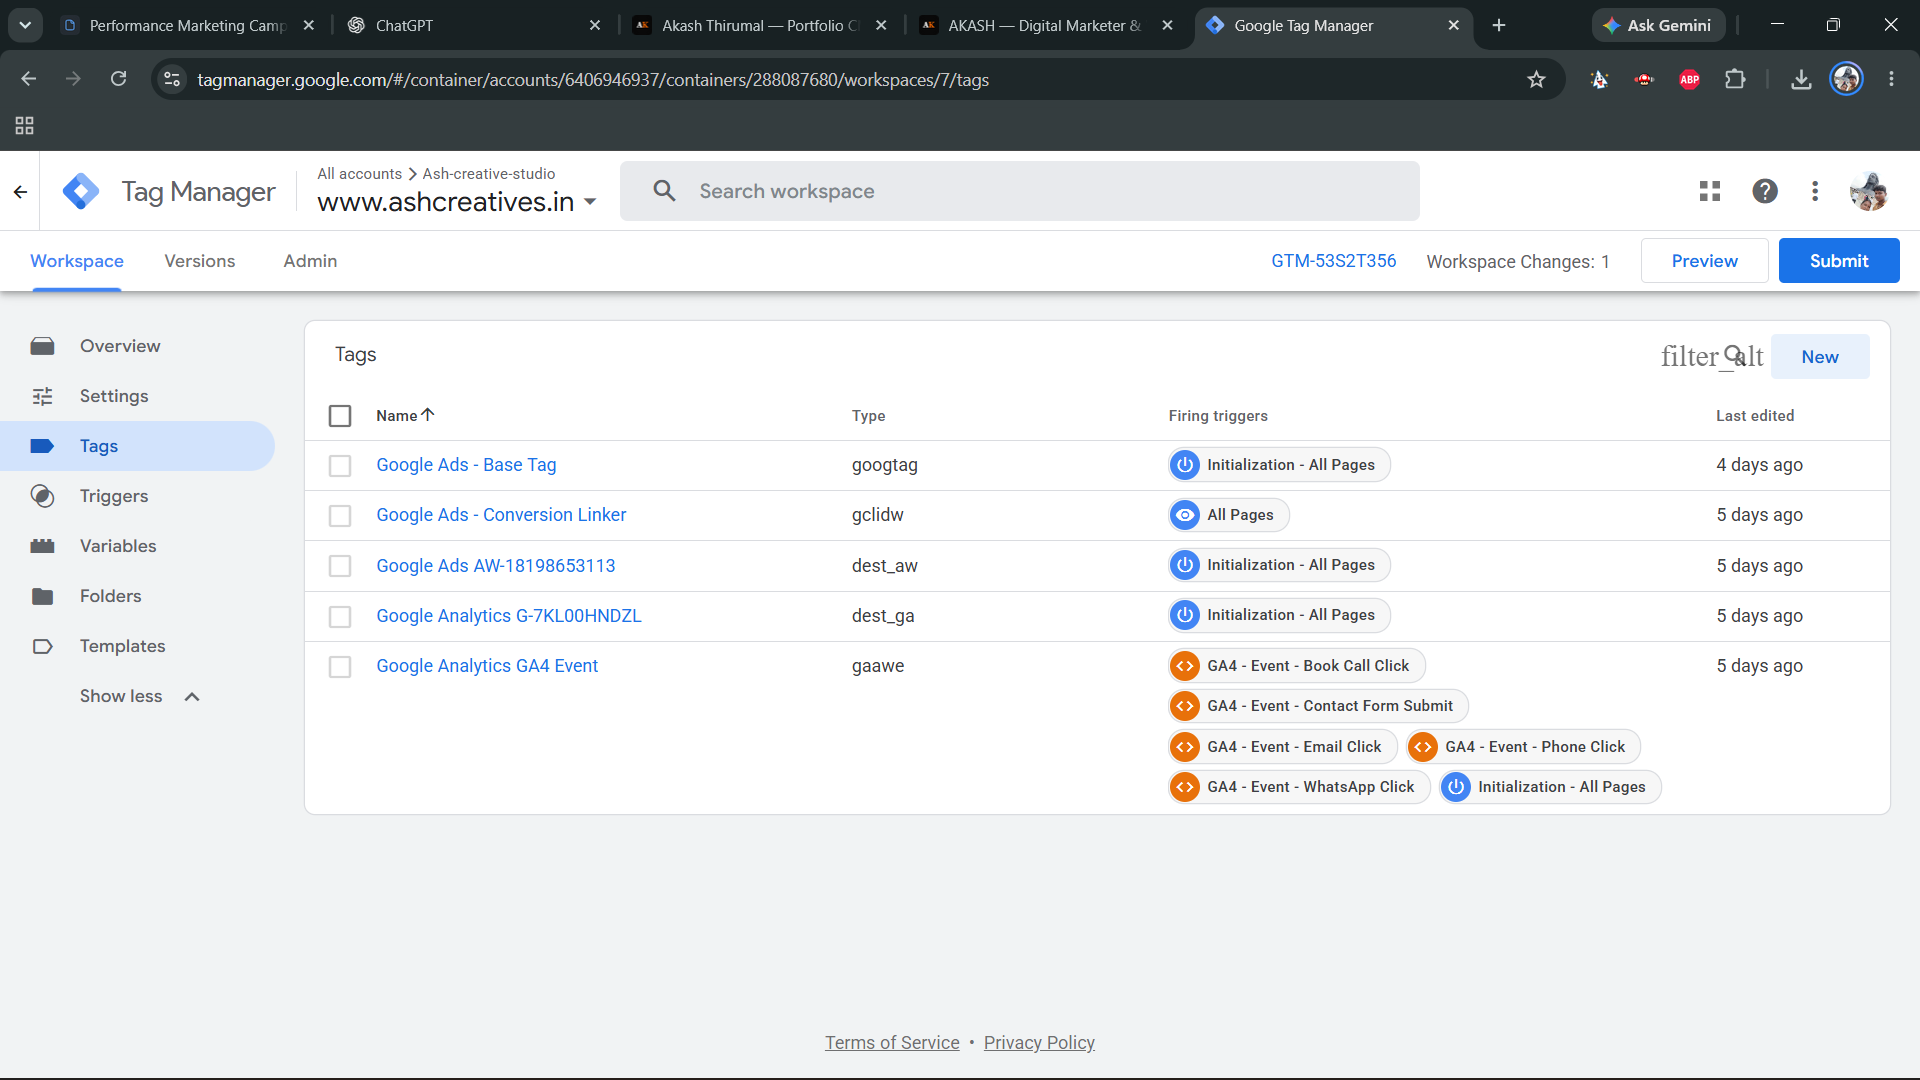 Performance Marketing Camp
ChatGPT
Akash Thirumal — Portfolio C
AKASH — Digital Marketer &
Google Tag Manager
Ask Gemini
tagmanager.google.com/#/container/accounts/6406946937/containers/288087680/workspaces/7/tags
ABP
Tag Manager
All accounts > Ash-creative-studio
www.ashcreatives.in
Search workspace
Workspace
Versions
Admin
GTM-53S2T356
Workspace Changes: 1
Preview
Submit
Overview
Settings
Tags
Triggers
Variables
Folders
Templates
Show less
Tags
filter_alt
New
Name
Type
Firing triggers
Last edited
Google Ads - Base Tag
googtag
Initialization - All Pages
4 days ago
Google Ads - Conversion Linker
gclidw
All Pages
5 days ago
Google Ads AW-18198653113
dest_aw
Initialization - All Pages
5 days ago
Google Analytics G-7KL00HNDZL
dest_ga
Initialization - All Pages
5 days ago
Google Analytics GA4 Event
gaawe
GA4 - Event - Book Call Click
5 days ago
GA4 - Event - Contact Form Submit
GA4 - Event - Email Click
GA4 - Event - Phone Click
GA4 - Event - WhatsApp Click
Initialization - All Pages
Terms of Service • Privacy Policy